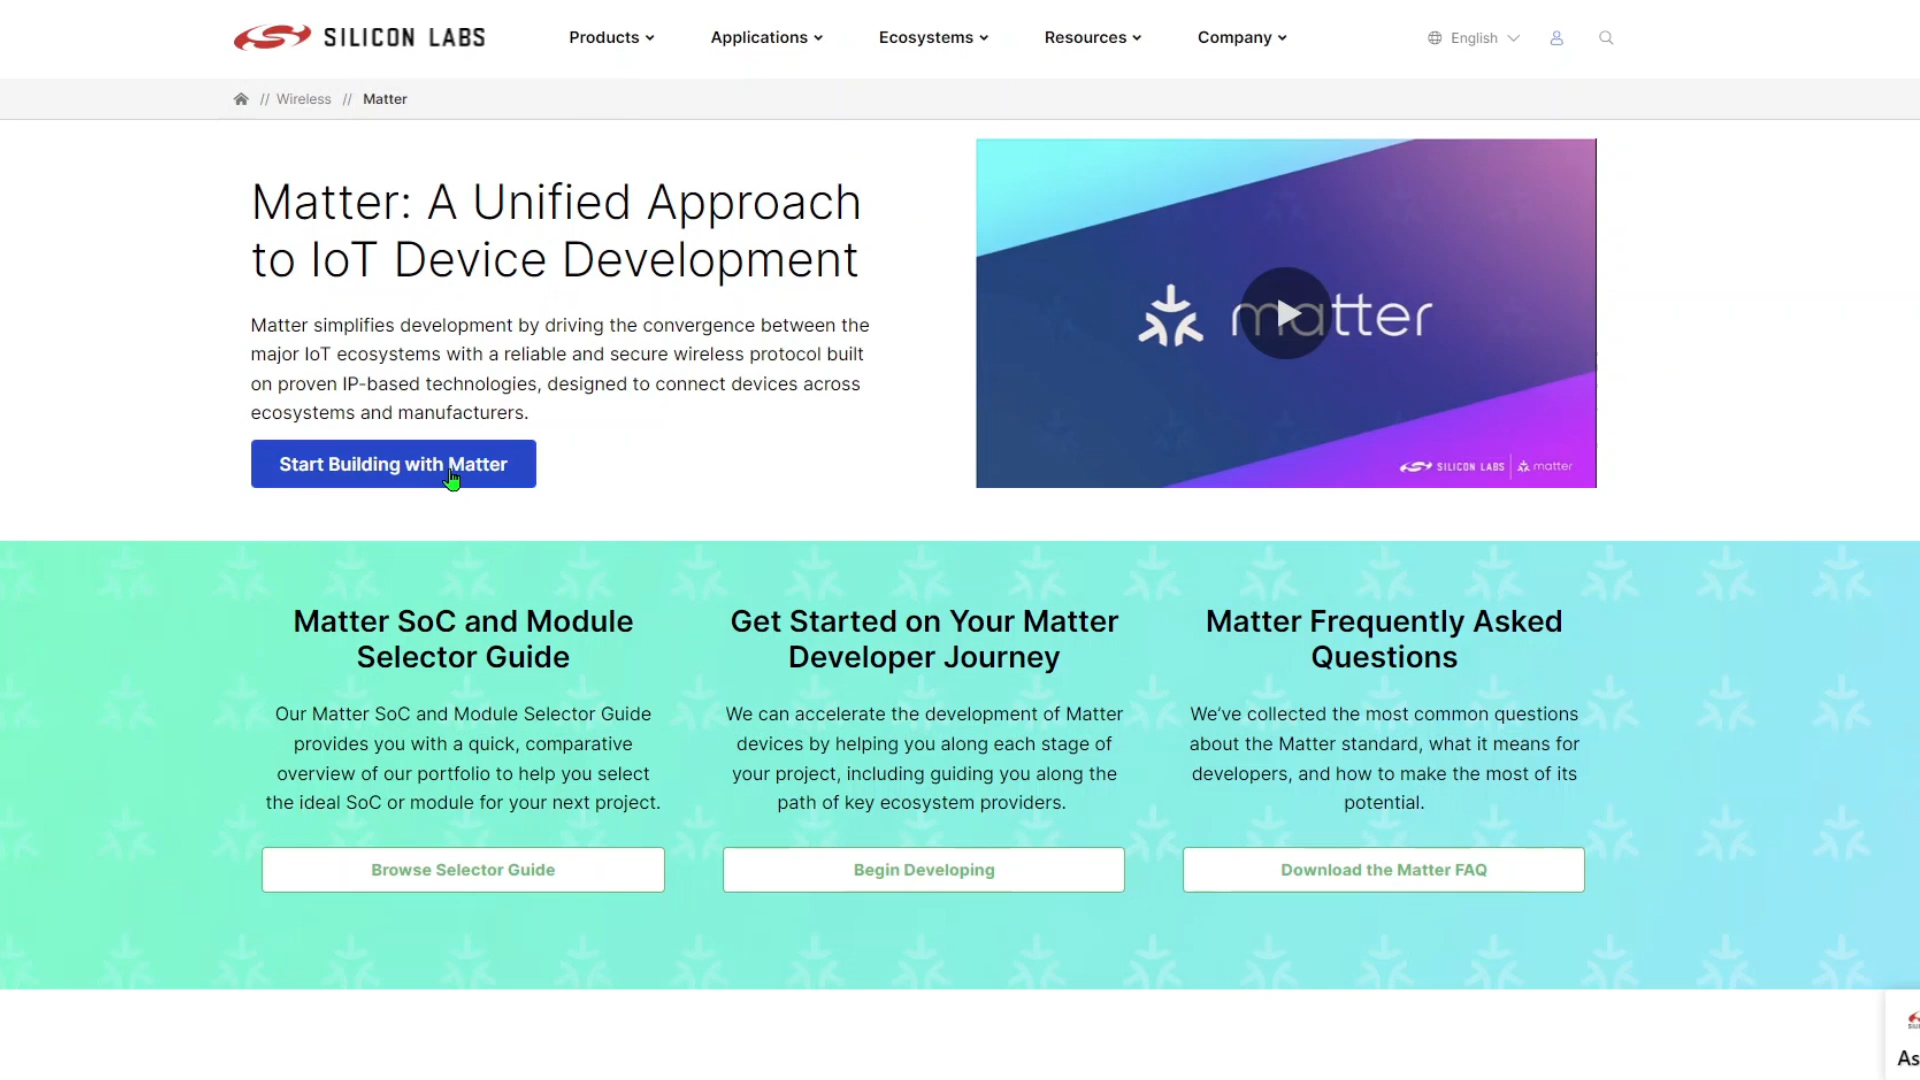 SILICON LABS
Products
Applications
Ecosystems
Resources
Company
English
// Wireless // Matter
Matter: A Unified Approach
to IoT Device Development
Matter simplifies development by driving the convergence between the
major IoT ecosystems with a reliable and secure wireless protocol built
on proven IP-based technologies, designed to connect devices across
ecosystems and manufacturers.
Start Building with Matter
matter
SILICON LABS | matter
Matter SoC and Module
Selector Guide
Our Matter SoC and Module Selector Guide
provides you with a quick, comparative
overview of our portfolio to help you select
the ideal SoC or module for your next project.
Browse Selector Guide
Get Started on Your Matter
Developer Journey
We can accelerate the development of Matter
devices by helping you along each stage of
your project, including guiding you along the
path of key ecosystem providers.
Begin Developing
Matter Frequently Asked
Questions
We’ve collected the most common questions
about the Matter standard, what it means for
developers, and how to make the most of its
potential.
Download the Matter FAQ
As